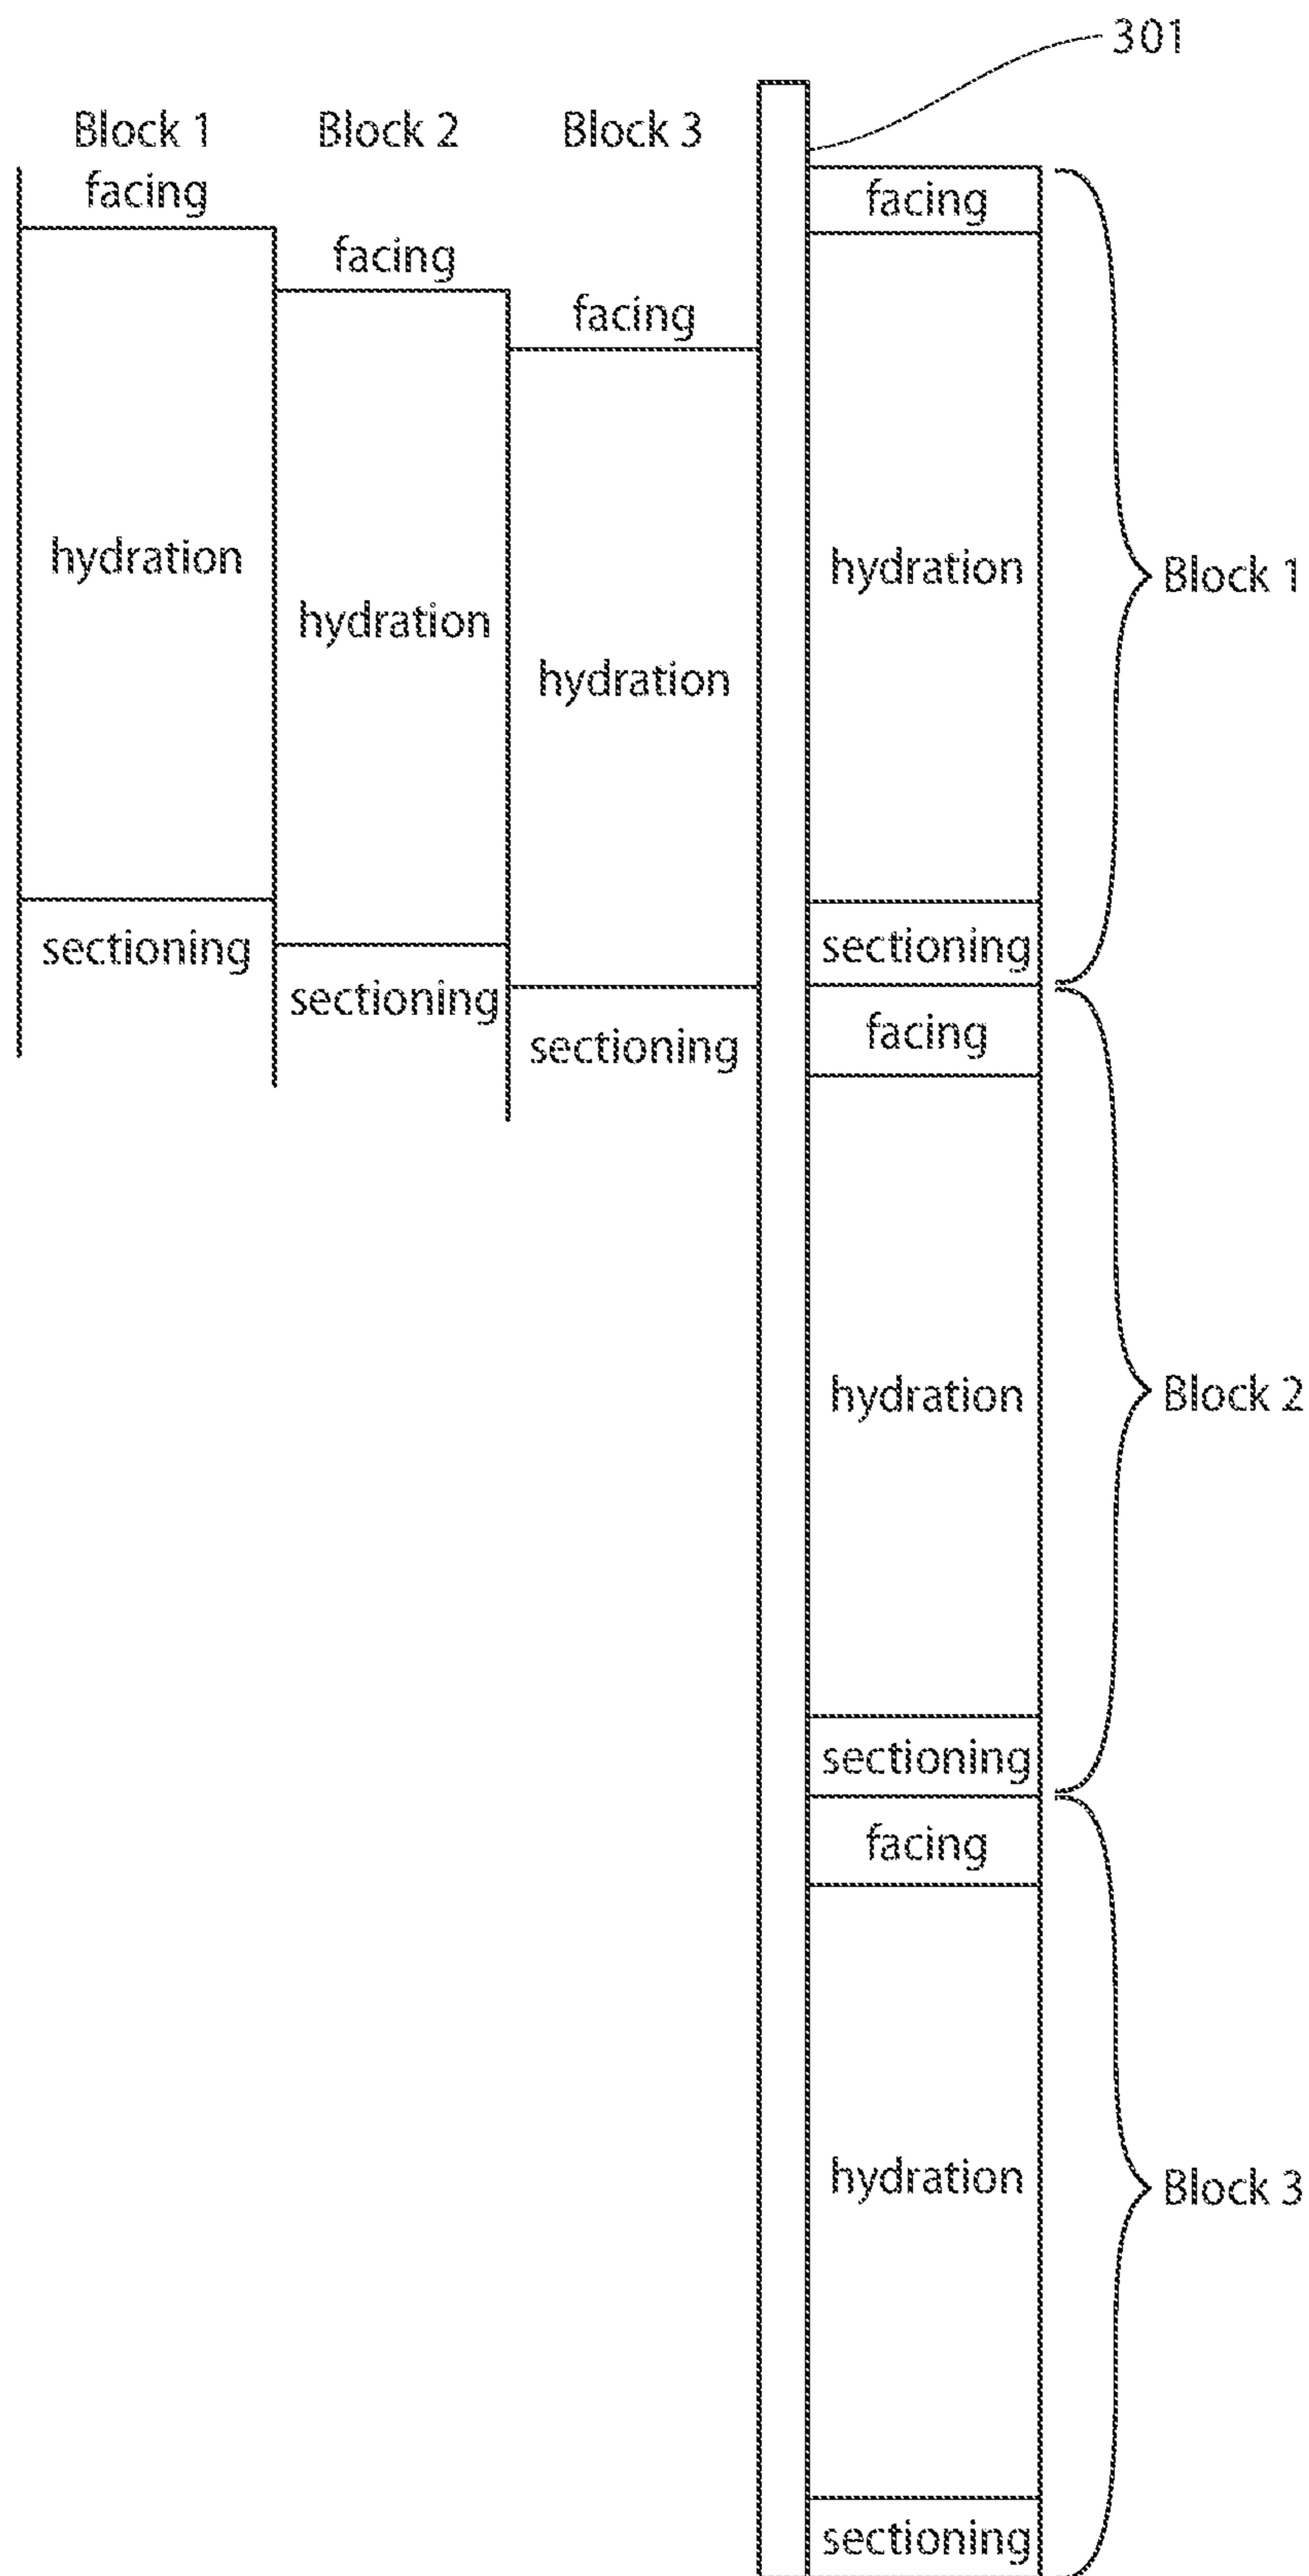 301
Block 1
Block 2
Block 3
facing
facing
facing
hydration
hydration
hydration
sectioning
sectioning
sectioning
facing
hydration
sectioning
Block 1
facing
hydration
sectioning
Block 2
facing
hydration
sectioning
Block 3